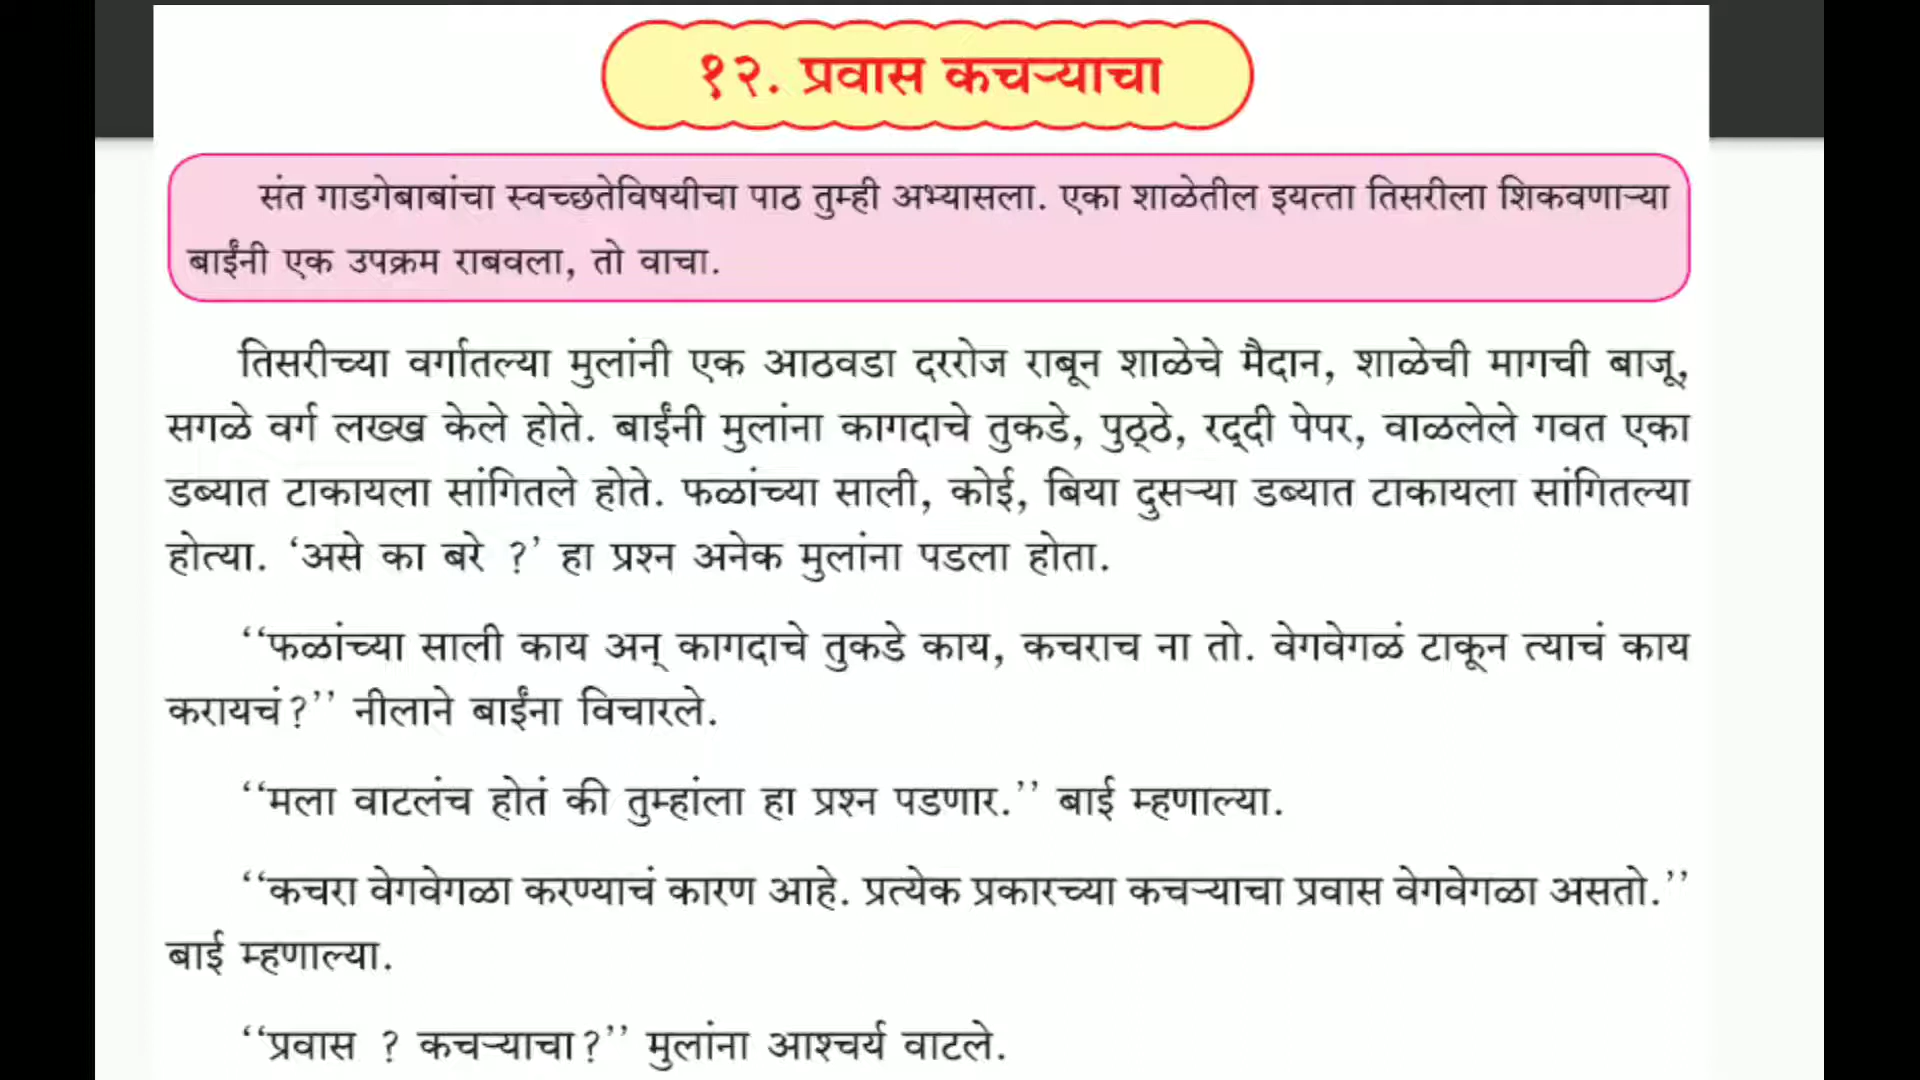 १२. प्रवास कचऱ्याचा
संत गाडगेबाबांचा स्वच्छतेविषयीचा पाठ तुम्ही अभ्यासला. एका शाळेतील इयत्ता तिसरीला शिकवणाऱ्या
बाईंनी एक उपक्रम राबवला, तो वाचा.
तिसरीच्या वर्गातल्या मुलांनी एक आठवडा दररोज राबून शाळेचे मैदान, शाळेची मागची बाजू,
सगळे वर्ग लख्ख केले होते. बाईंनी मुलांना कागदाचे तुकडे, पुठ्ठे, रद्दी पेपर, वाळलेले गवत एका
डब्यात टाकायला सांगितले होते. फळांच्या साली, कोई, बिया दुसऱ्या डब्यात टाकायला सांगितल्या
होत्या. ‘असे का बरे ?’ हा प्रश्न अनेक मुलांना पडला होता.
‘‘फळांच्या साली काय अन् कागदाचे तुकडे काय, कचराच ना तो. वेगवेगळं टाकून त्याचं काय
करायचं?’’ नीलाने बाईंना विचारले.
‘‘मला वाटलंच होतं की तुम्हांला हा प्रश्न पडणार.’’ बाई म्हणाल्या.
‘‘कचरा वेगवेगळा करण्याचं कारण आहे. प्रत्येक प्रकारच्या कचऱ्याचा प्रवास वेगवेगळा असतो.’’
बाई म्हणाल्या.
‘‘प्रवास ? कचऱ्याचा?’’ मुलांना आश्चर्य वाटले.